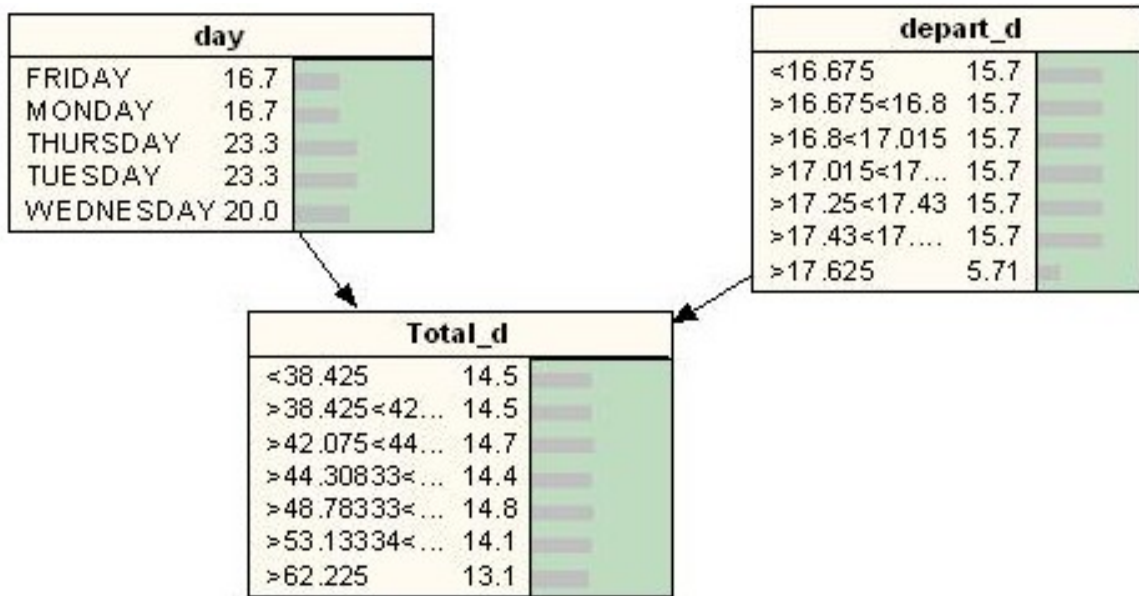 day
FRIDAY 16.7
MONDAY 16.7
THURSDAY 23.3
TUESDAY 23.3
WEDNESDAY 20.0
depart_d
<16.675 15.7
>16.675<16.8 15.7
>16.8<17.015 15.7
>17.015<17... 15.7
>17.25<17.43 15.7
>17.43<17.... 15.7
>17.625 5.71
Total_d
<38.425 14.5
>38.425<42... 14.5
>42.075<44... 14.7
>44.30833<... 14.4
>48.78333<... 14.8
>53.13334<... 14.1
>62.225 13.1